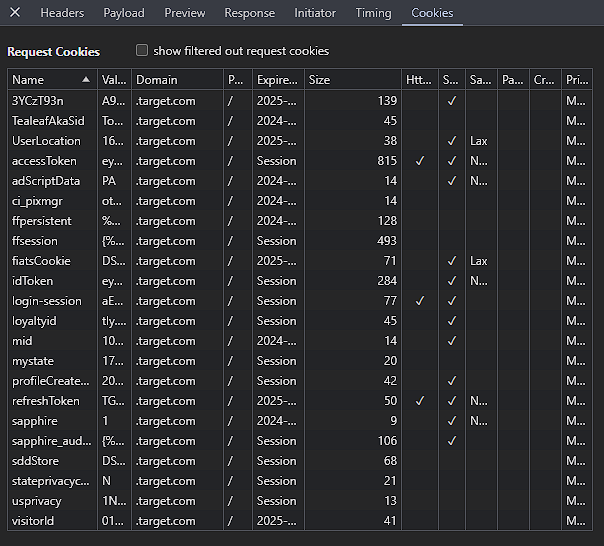 Headers Payload Preview Response Initiator Timing Cookies
Request Cookies show filtered out request cookies
Name Val... Domain P... Expire... Size Htt... S... Sa... Pa... Cr... Pri...
3YCzT93n A9... .target.com / 2025-... 139 ✓ M...
TealeafAkaSid To... .target.com / 2024-... 45 M...
UserLocation 16... .target.com / 2025-... 38 ✓ Lax M...
accessToken ey... .target.com / Session 815 ✓ ✓ N... M...
adScriptData PA .target.com / 2024-... 14 ✓ N... M...
ci_pixmgr ot... .target.com / Session 14 M...
ffpersistent %... .target.com / 2024-... 128 M...
ffsession {%... .target.com / Session 493 M...
fiatsCookie DS... .target.com / 2025-... 71 ✓ Lax M...
idToken ey... .target.com / Session 284 ✓ N... M...
login-session aE... .target.com / Session 77 ✓ ✓ M...
loyaltyid tly.... .target.com / Session 45 ✓ M...
mid 10... .target.com / 2024-... 14 ✓ M...
mystate 17... .target.com / Session 20 M...
profileCreate... 20... .target.com / Session 42 ✓ M...
refreshToken TG... .target.com / 2025-... 50 ✓ ✓ N... M...
sapphire 1 .target.com / 2024-... 9 ✓ N... M...
sapphire_aud... {%... .target.com / Session 106 ✓ M...
sddStore DS... .target.com / Session 68 M...
stateprivacyc... N .target.com / Session 21 M...
usprivacy 1N... .target.com / Session 13 M...
visitorId 01... .target.com / 2025-... 41 M...